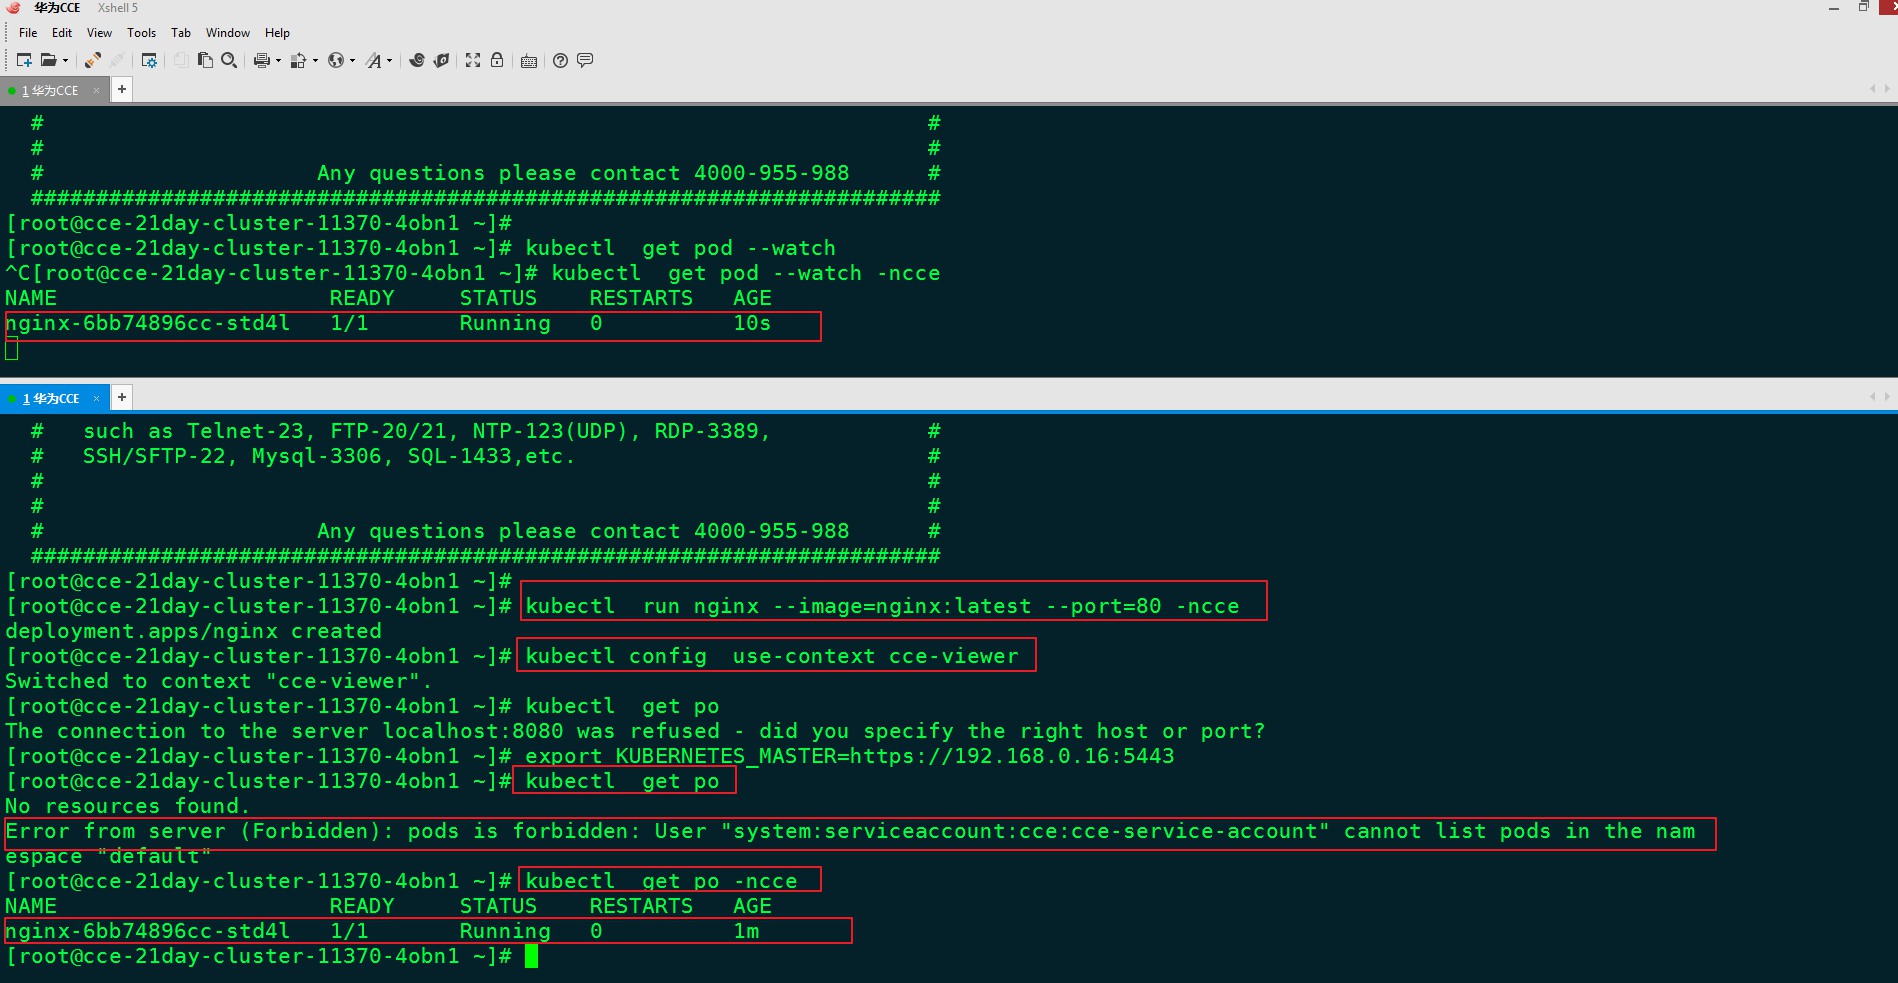 华为CCE Xshell 5
File Edit View Tools Tab Window Help
1 华为CCE × +
# #
# #
# Any questions please contact 4000-955-988 #
######################################################################
[root@cce-21day-cluster-11370-4obn1 ~]#
[root@cce-21day-cluster-11370-4obn1 ~]# kubectl  get pod --watch
^C[root@cce-21day-cluster-11370-4obn1 ~]# kubectl  get pod --watch -ncce
NAME READY STATUS RESTARTS AGE
nginx-6bb74896cc-std4l 1/1 Running 0 10s
1 华为CCE × +
# such as Telnet-23, FTP-20/21, NTP-123(UDP), RDP-3389, #
# SSH/SFTP-22, Mysql-3306, SQL-1433,etc. #
# #
# #
# Any questions please contact 4000-955-988 #
######################################################################
[root@cce-21day-cluster-11370-4obn1 ~]#
[root@cce-21day-cluster-11370-4obn1 ~]# kubectl  run nginx --image=nginx:latest --port=80 -ncce
deployment.apps/nginx created
[root@cce-21day-cluster-11370-4obn1 ~]# kubectl config  use-context cce-viewer
Switched to context "cce-viewer".
[root@cce-21day-cluster-11370-4obn1 ~]# kubectl  get po
The connection to the server localhost:8080 was refused - did you specify the right host or port?
[root@cce-21day-cluster-11370-4obn1 ~]# export KUBERNETES_MASTER=https://192.168.0.16:5443
[root@cce-21day-cluster-11370-4obn1 ~]# kubectl  get po
No resources found.
Error from server (Forbidden): pods is forbidden: User "system:serviceaccount:cce:cce-service-account" cannot list pods in the nam
espace "default"
[root@cce-21day-cluster-11370-4obn1 ~]# kubectl  get po -ncce
NAME READY STATUS RESTARTS AGE
nginx-6bb74896cc-std4l 1/1 Running 0 1m
[root@cce-21day-cluster-11370-4obn1 ~]#